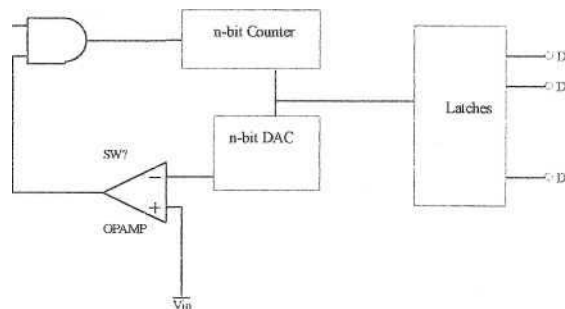 n-bit Counter
n-bit DAC
Latches
D
D
D
SW?
OPAMP
Vin